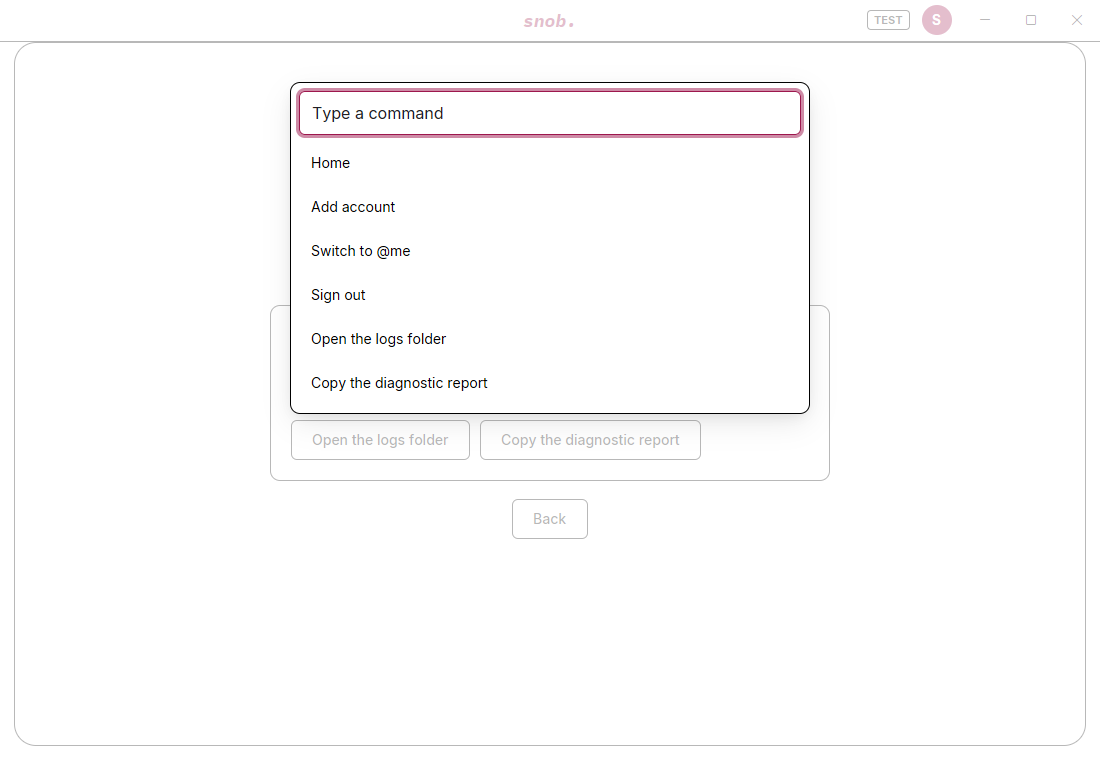 snob.
TEST
S
Type a command
Home
Add account
Switch to @me
Sign out
Open the logs folder
Copy the diagnostic report
Open the logs folder
Copy the diagnostic report
Back